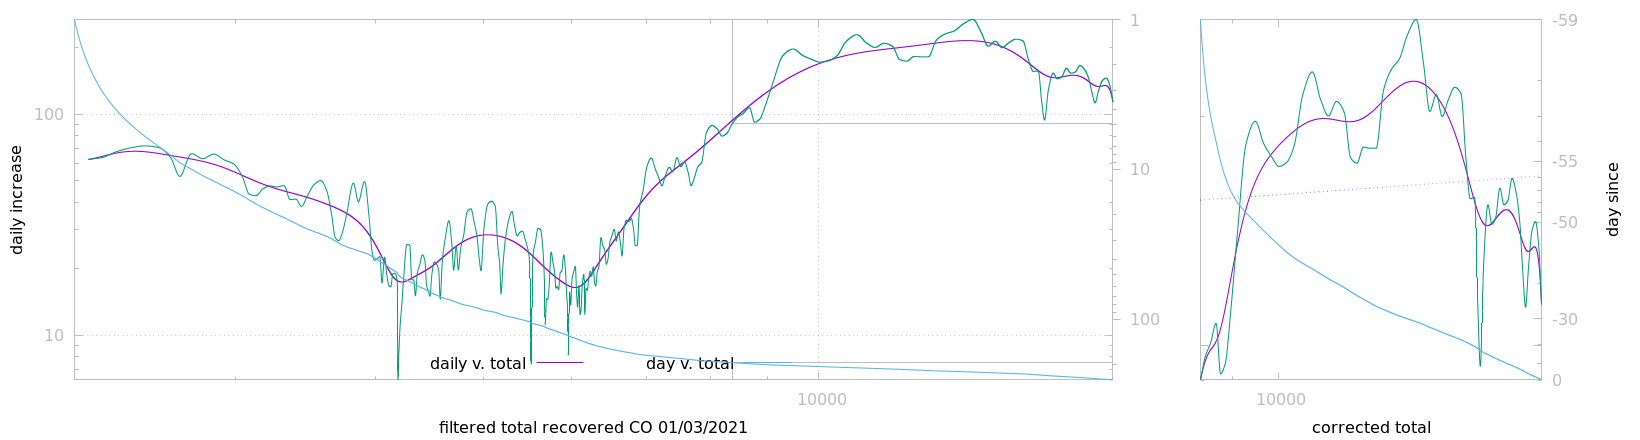 daily increase
100
10
daily v. total
day v. total
10000
filtered total recovered CO 01/03/2021
1
10
100
10000
corrected total
-59
-55
-50
-30
0
day since